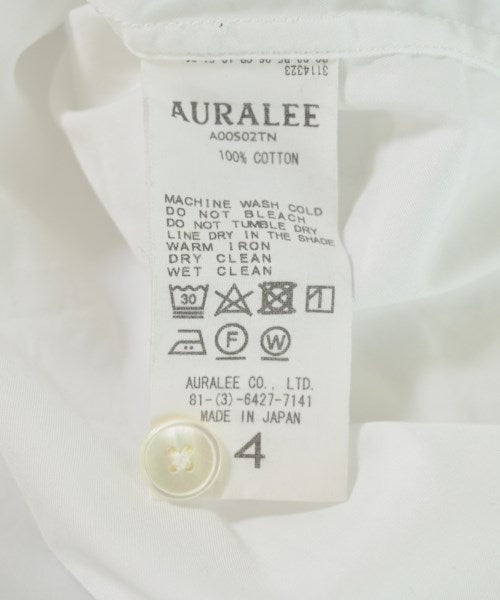 3114323
AURALEE
A00S02TN
100% COTTON
MACHINE WASH COLD
DO NOT BLEACH
DO NOT TUMBLE DRY
LINE DRY IN THE SHADE
WARM IRON
DRY CLEAN
WET CLEAN
30
F W
AURALEE CO., LTD.
81-(3)-6427-7141
MADE IN JAPAN
4